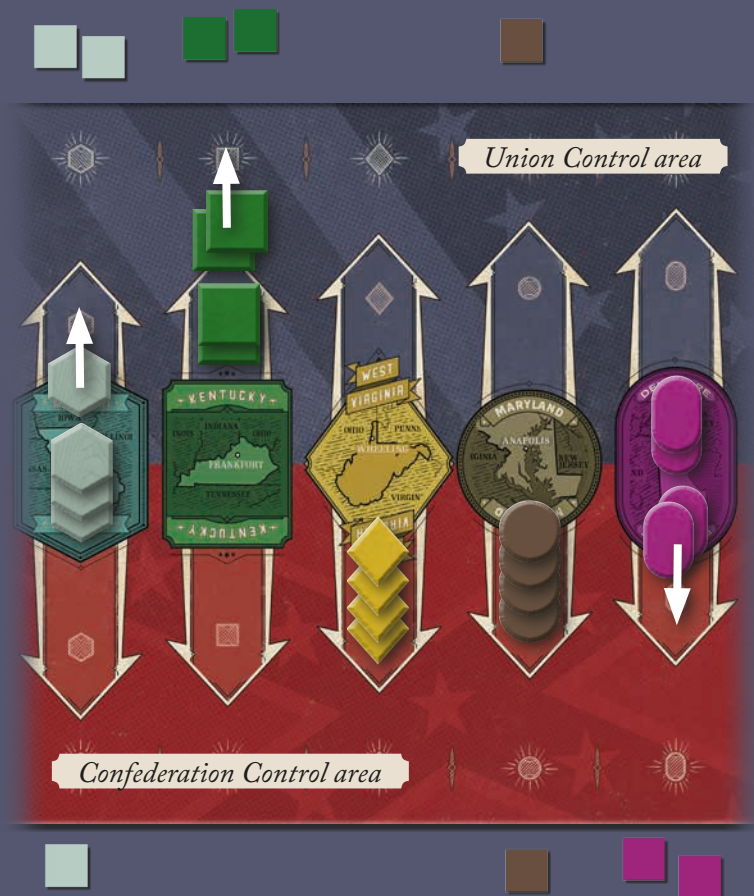 Union Control area
WEST
VIRGINIA
KENTUCKY
MARYLAND
INDIANA
OHIO
OHIO
PENNS
ANAPOLIS
WHEELING
FRANKFORT
NEW
JERSEY
TENNESSEE
VIRGIN
KENTUCKY
Confederation Control area